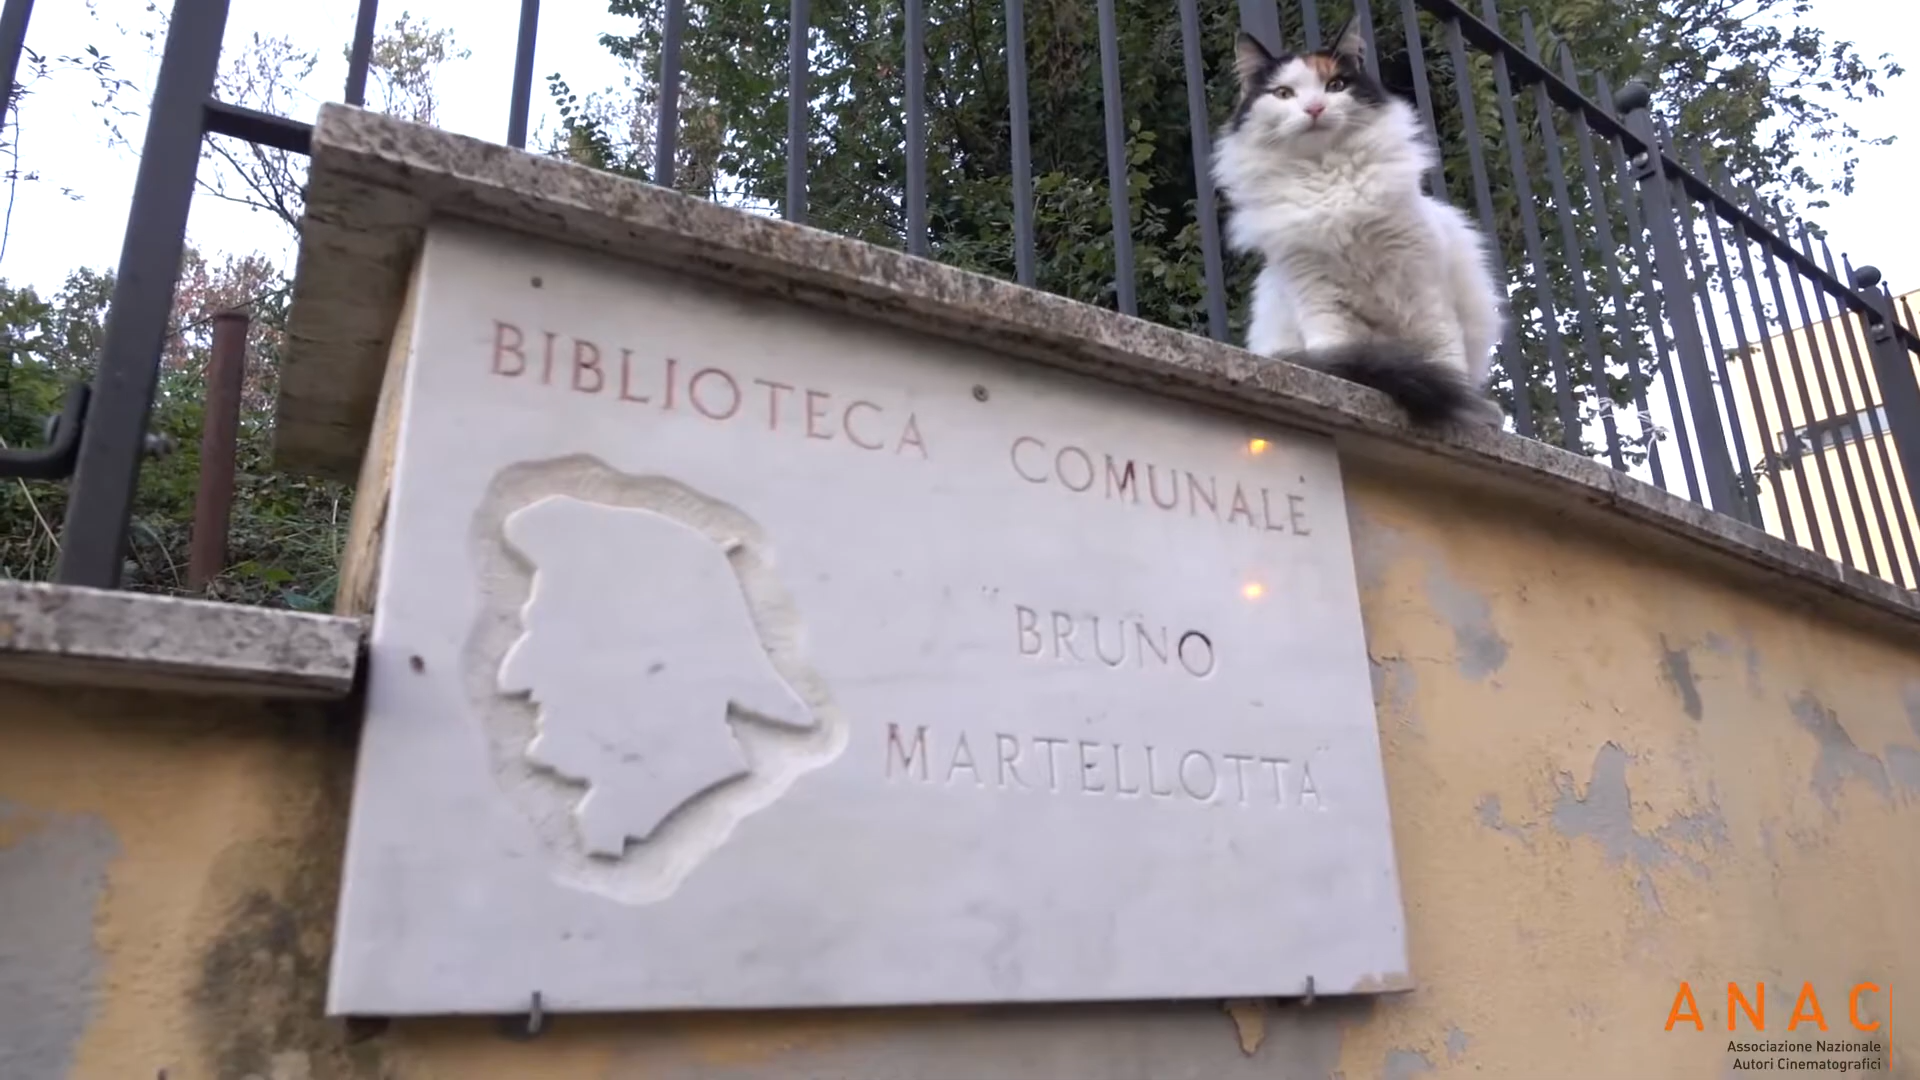 BIBLIOTECA COMUNALE
"BRUNO
MARTELLOTTA"
ANAC
Associazione Nazionale
Autori Cinematografici